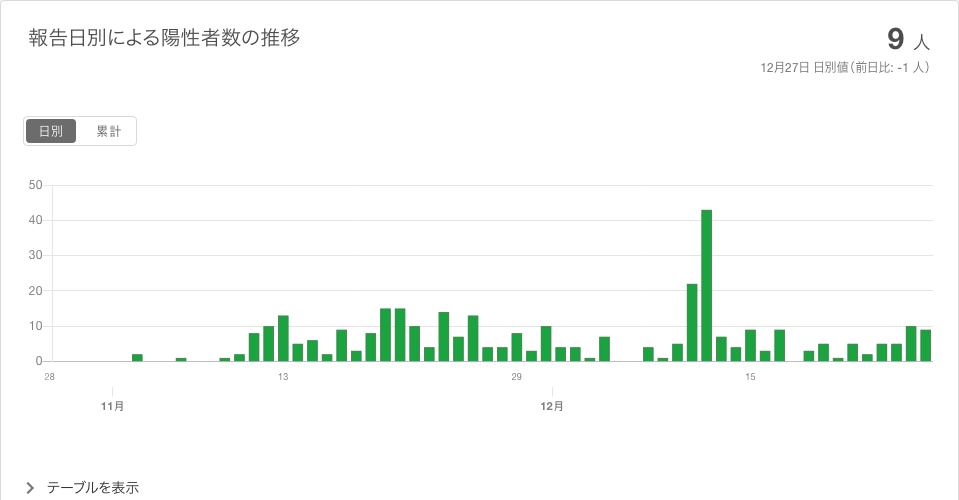 報告日別による陽性者数の推移
9 人
12月27日 日別値（前日比: -1 人）
日別 累計
50
40
30
20
10
0
28 13 29 15
11月 12月
テーブルを表示